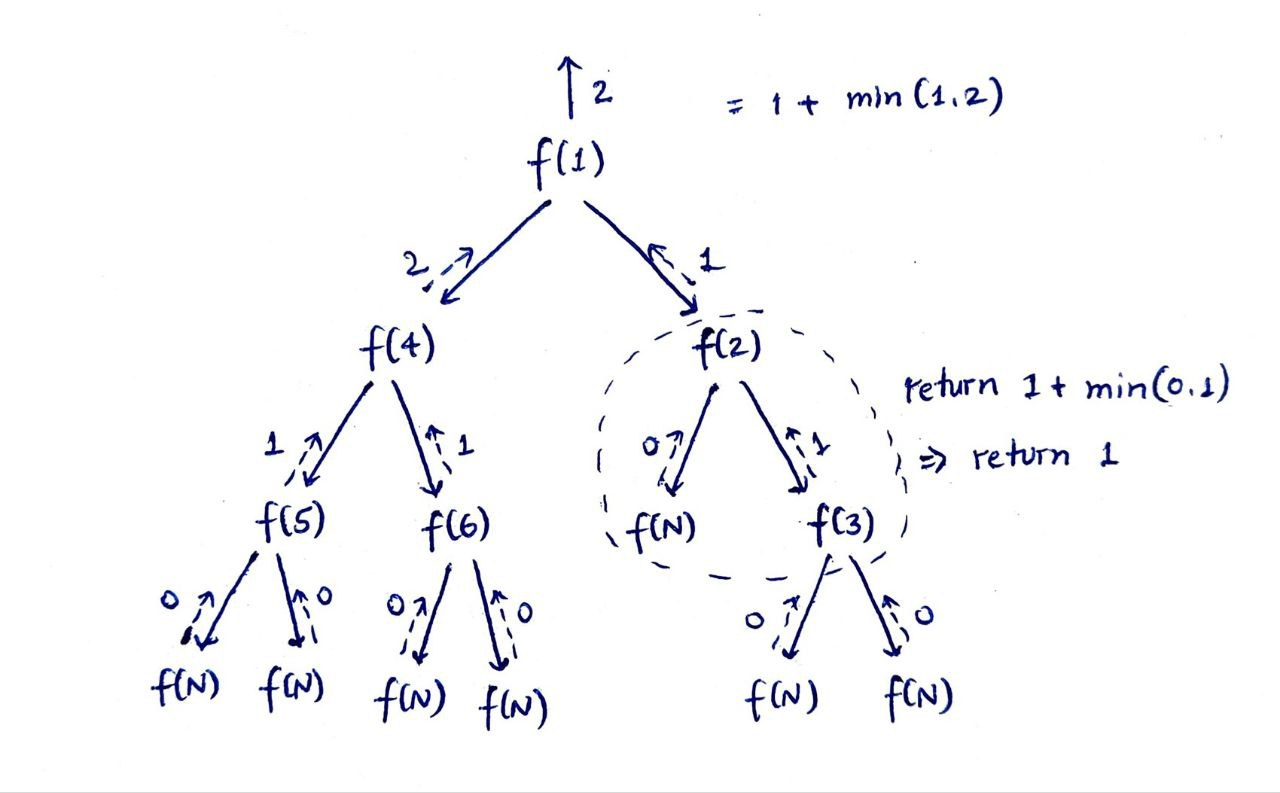 2 = 1 + min(1,2)
f(1)
2 1
f(4) f(2)
return 1 + min(0,1)
1 1 0 1
⇒ return 1
f(5) f(6) f(N) f(3)
0 0 0 0 0 0
f(N) f(N) f(N) f(N) f(N) f(N)